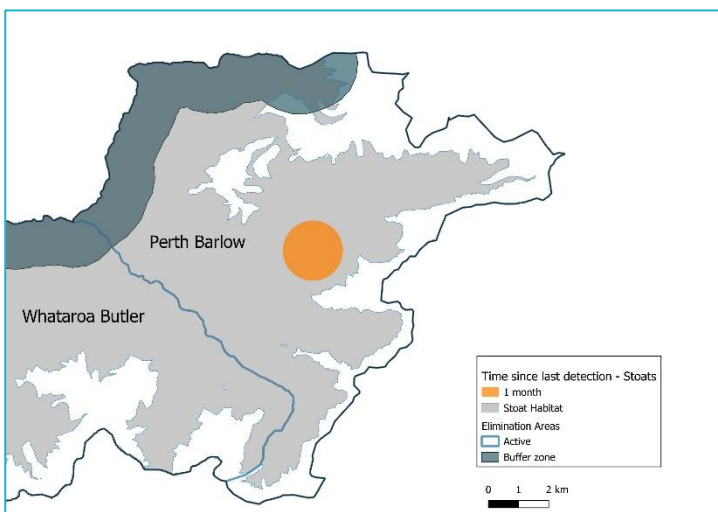 Perth Barlow
Whataroa Butler
Time since last detection - Stoats
1 month
Stoat Habitat
Elimination Areas
Active
Buffer zone
0 1 2 km